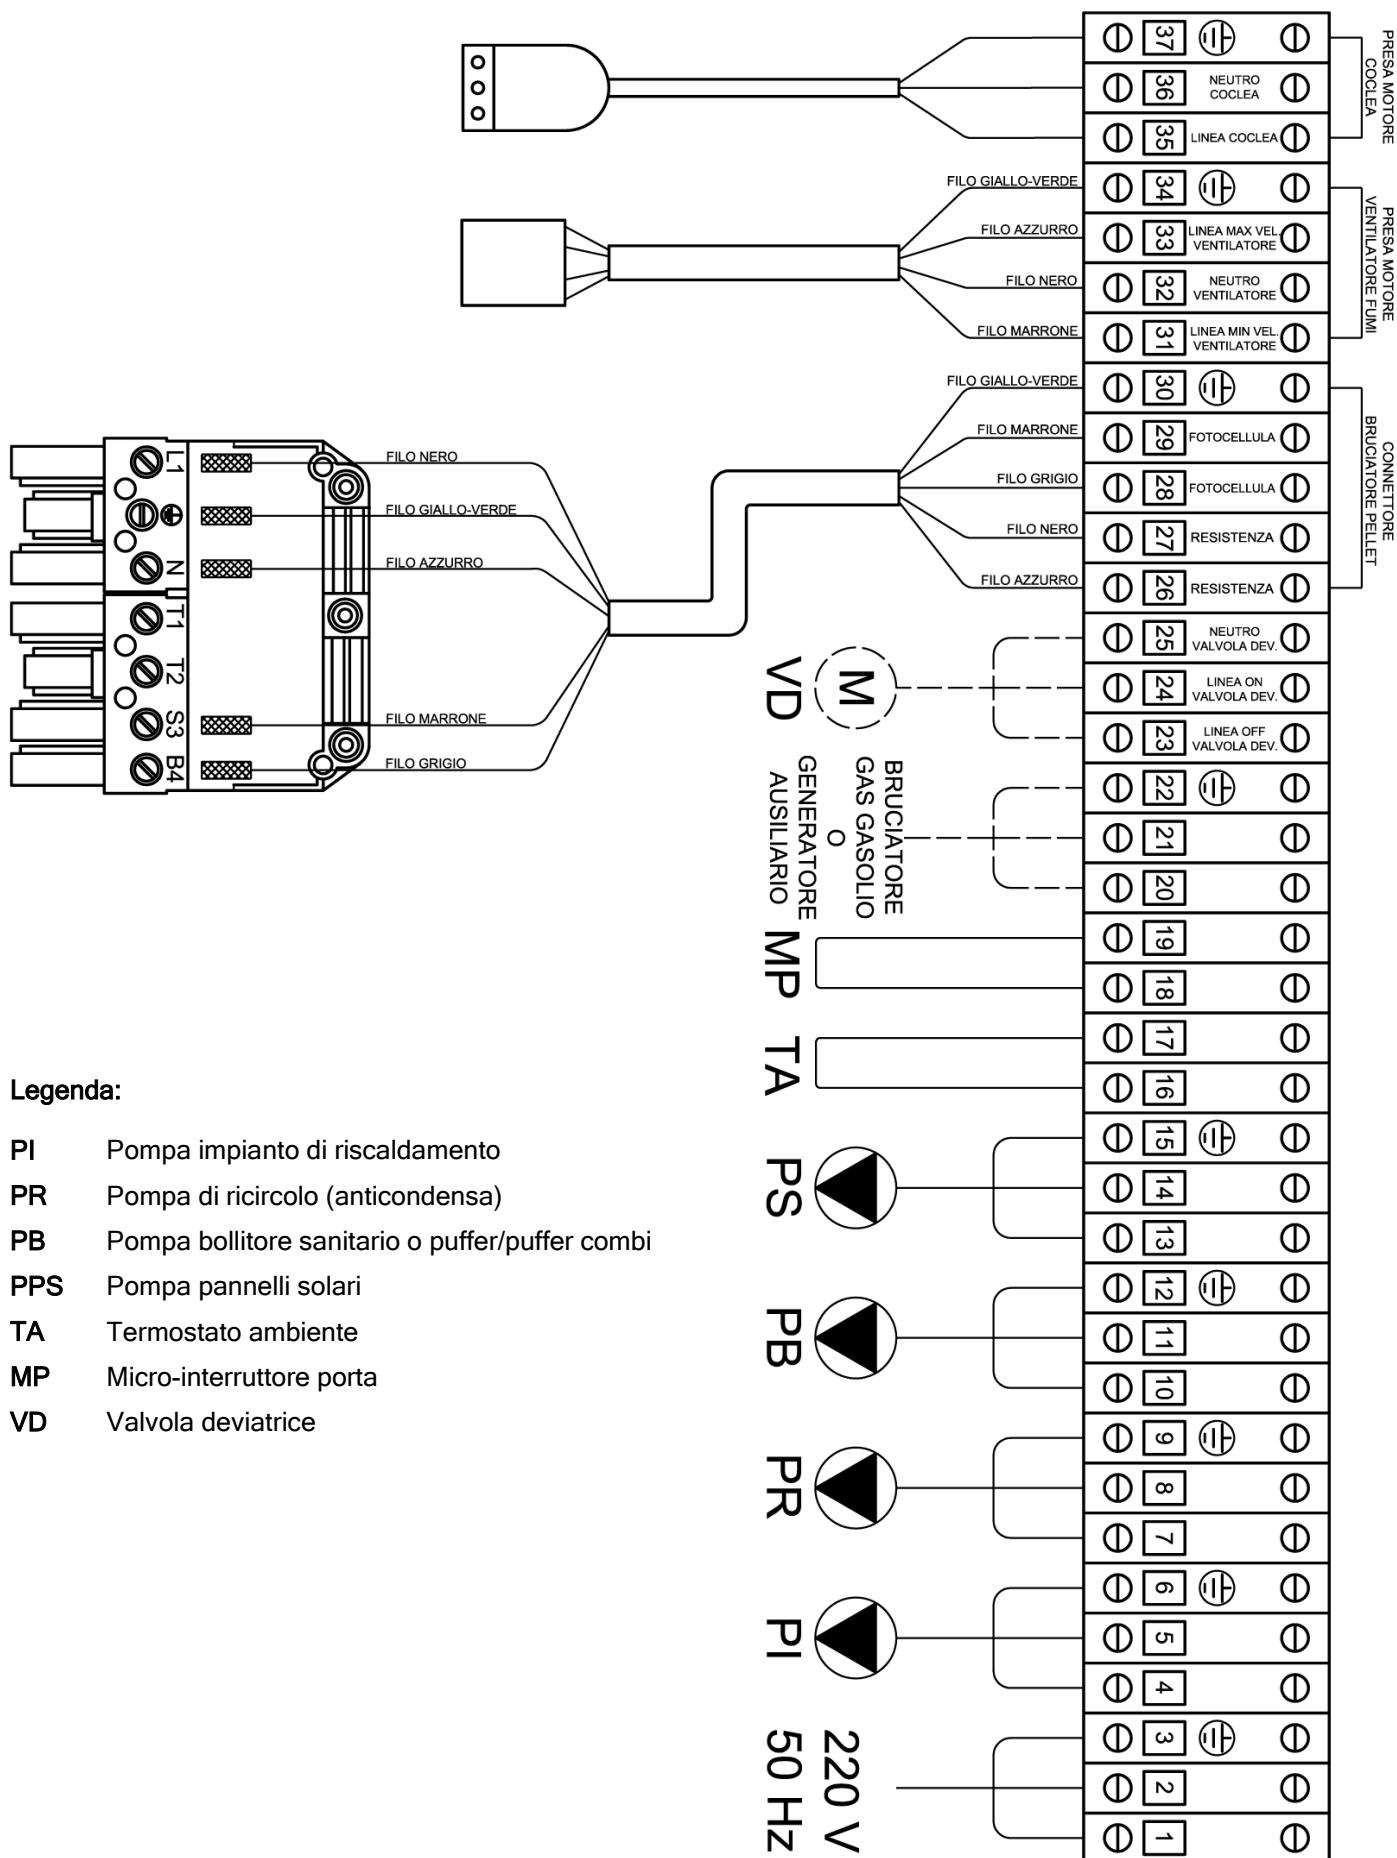 PRESA MOTORE
COCLEA
37
36 NEUTRO
COCLEA
35 LINEA COCLEA
PRESA MOTORE
VENTILATORE FUMI
FILO GIALLO-VERDE 34
FILO AZZURRO 33 LINEA MAX VEL.
VENTILATORE
FILO NERO 32 NEUTRO
VENTILATORE
FILO MARRONE 31 LINEA MIN VEL.
VENTILATORE
CONNETTORE
BRUCIATORE PELLET
FILO GIALLO-VERDE 30
FILO MARRONE 29 FOTOCELLULA
FILO GRIGIO 28 FOTOCELLULA
FILO NERO 27 RESISTENZA
FILO AZZURRO 26 RESISTENZA
L1 FILO NERO
FILO GIALLO-VERDE
N FILO AZZURRO
T1
T2
S3 FILO MARRONE
B4 FILO GRIGIO
25 NEUTRO
VALVOLA DEV.
VD M 24 LINEA ON
VALVOLA DEV.
23 LINEA OFF
VALVOLA DEV.
BRUCIATORE
GAS GASOLIO
O
GENERATORE
AUSILIARIO
22
21
20
MP
19
18
TA
17
16
PS
15
14
13
PB
12
11
10
PR
9
8
7
PI
6
5
4
220 V
50 Hz
3
2
1
Legenda:
PI Pompa impianto di riscaldamento
PR Pompa di ricircolo (anticondensa)
PB Pompa bollitore sanitario o puffer/puffer combi
PPS Pompa pannelli solari
TA Termostato ambiente
MP Micro-interruttore porta
VD Valvola deviatrice